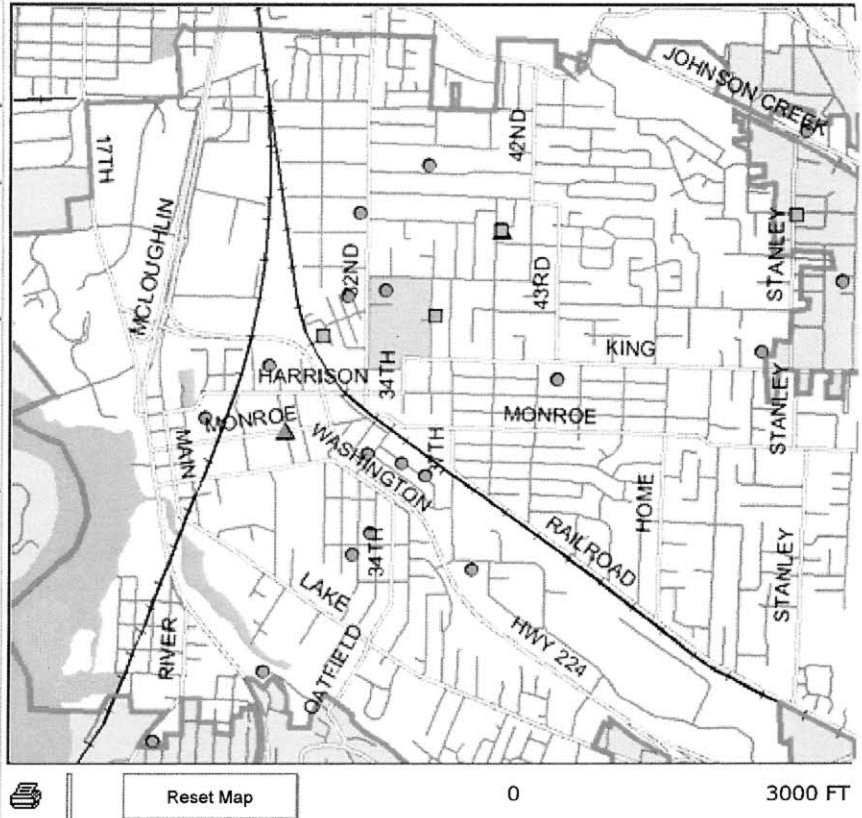 JOHNSON CREEK
17TH
42ND
MCLOUGHLIN
32ND
43RD
STANLEY
KING
HARRISON
34TH
MONROE
MONROE
STANLEY
MAIN
WASHINGTON
37TH
HOME
RAILROAD
34TH
LAKE
STANLEY
RIVER
OATFIELD
HWY 224
Reset Map
0
3000 FT